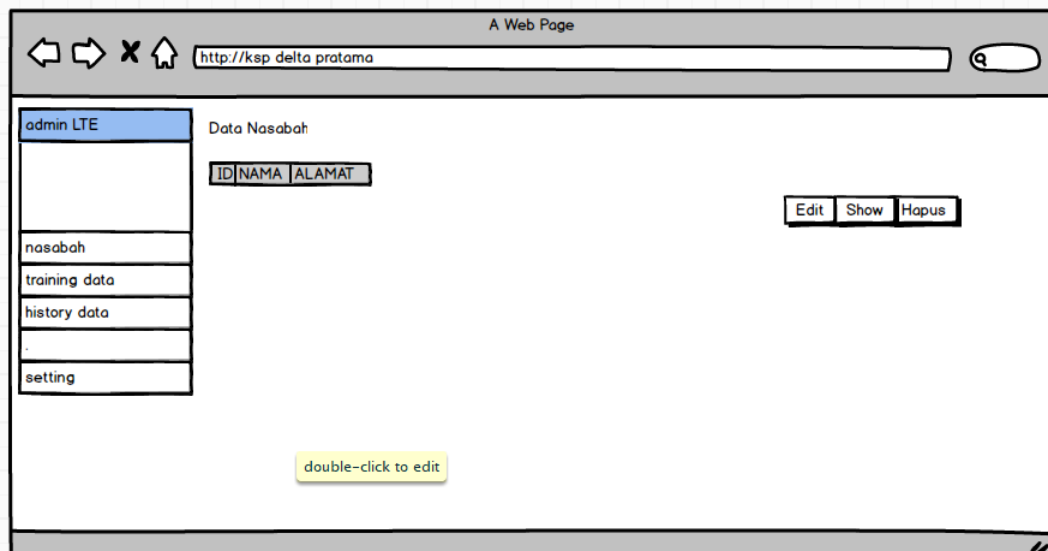 A Web Page
http://ksp delta pratama
admin LTE
Data Nasabah
ID NAMA ALAMAT
Edit Show Hapus
nasabah
training data
history data
.
setting
double-click to edit